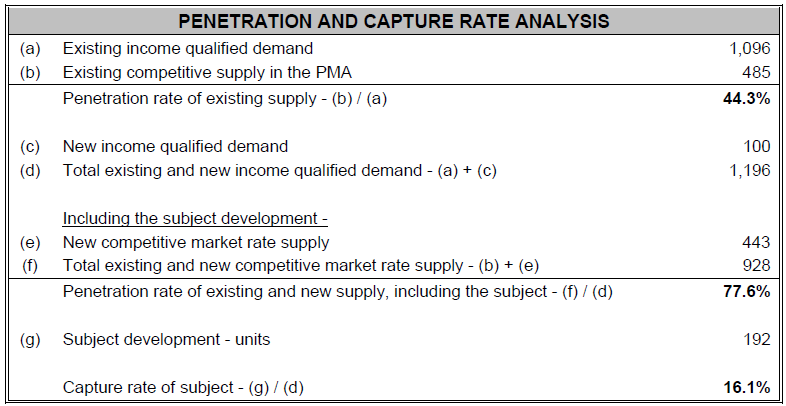 PENETRATION AND CAPTURE RATE ANALYSIS
(a) Existing income qualified demand 1,096
(b) Existing competitive supply in the PMA 485
Penetration rate of existing supply - (b) / (a) 44.3%
(c) New income qualified demand 100
(d) Total existing and new income qualified demand - (a) + (c) 1,196
Including the subject development -
(e) New competitive market rate supply 443
(f) Total existing and new competitive market rate supply - (b) + (e) 928
Penetration rate of existing and new supply, including the subject - (f) / (d) 77.6%
(g) Subject development - units 192
Capture rate of subject - (g) / (d) 16.1%